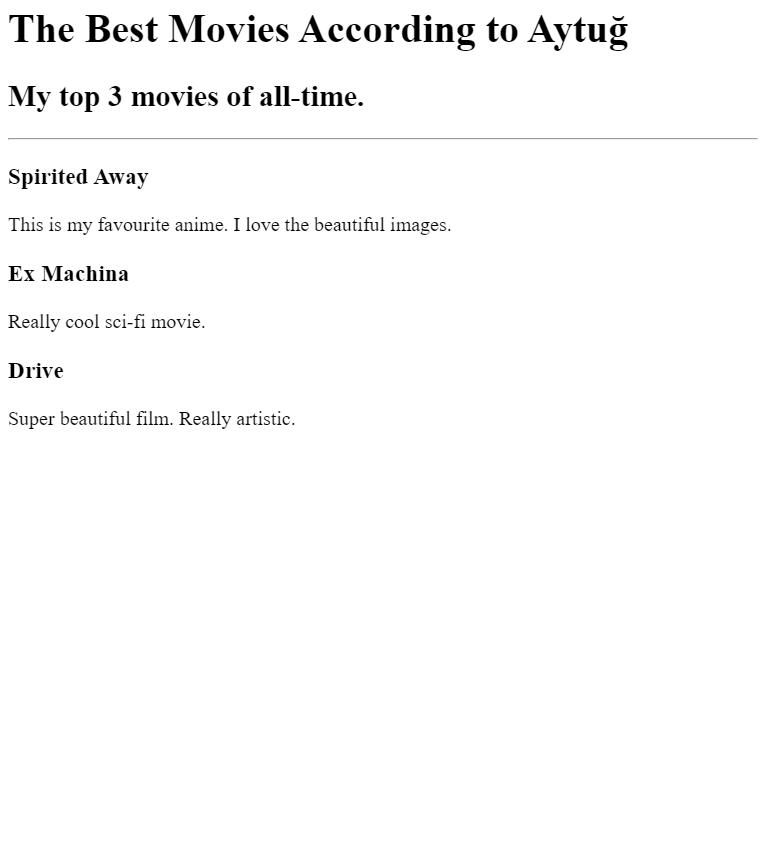 The Best Movies According to Aytuğ
My top 3 movies of all-time.
Spirited Away
This is my favourite anime. I love the beautiful images.
Ex Machina
Really cool sci-fi movie.
Drive
Super beautiful film. Really artistic.